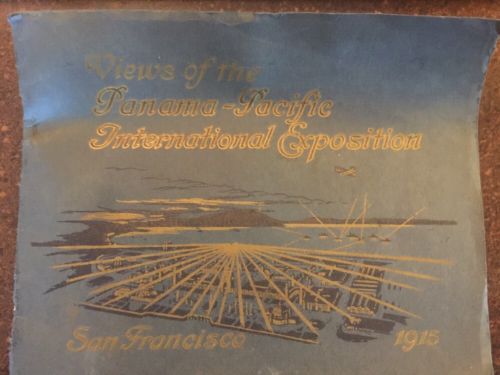 Views of the
Panama-Pacific
International Exposition
San Francisco 1915